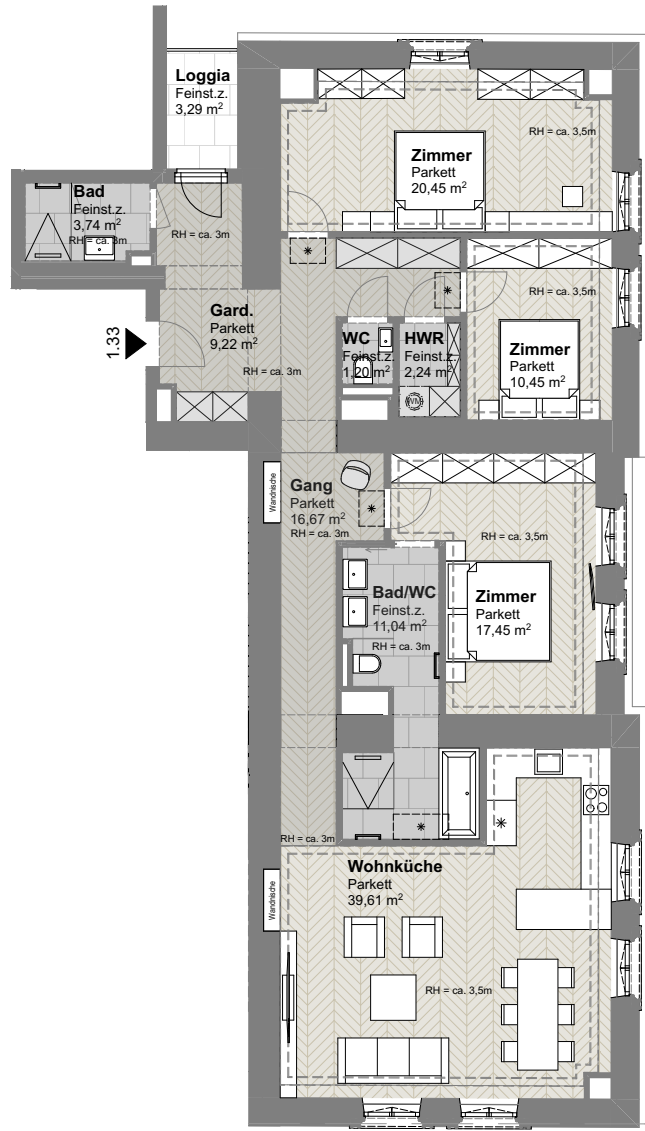 Loggia
Feinst.z.
3,29 m²
Zimmer
Parkett
20,45 m²
RH = ca. 3,5m
Bad
Feinst.z.
3,74 m²
RH = ca. 3m
RH = ca. 3m
Gard.
Parkett
9,22 m²
RH = ca. 3m
1.33
WC
Feinst.z.
1,20 m²
HWR
Feinst.z.
2,24 m²
WM
RH = ca. 3,5m
Zimmer
Parkett
10,45 m²
Wandnische
Gang
Parkett
16,67 m²
RH = ca. 3m
RH = ca. 3,5m
Bad/WC
Feinst.z.
11,04 m²
RH = ca. 3m
Zimmer
Parkett
17,45 m²
RH = ca. 3m
Wohnküche
Parkett
39,61 m²
Wandnische
RH = ca. 3,5m